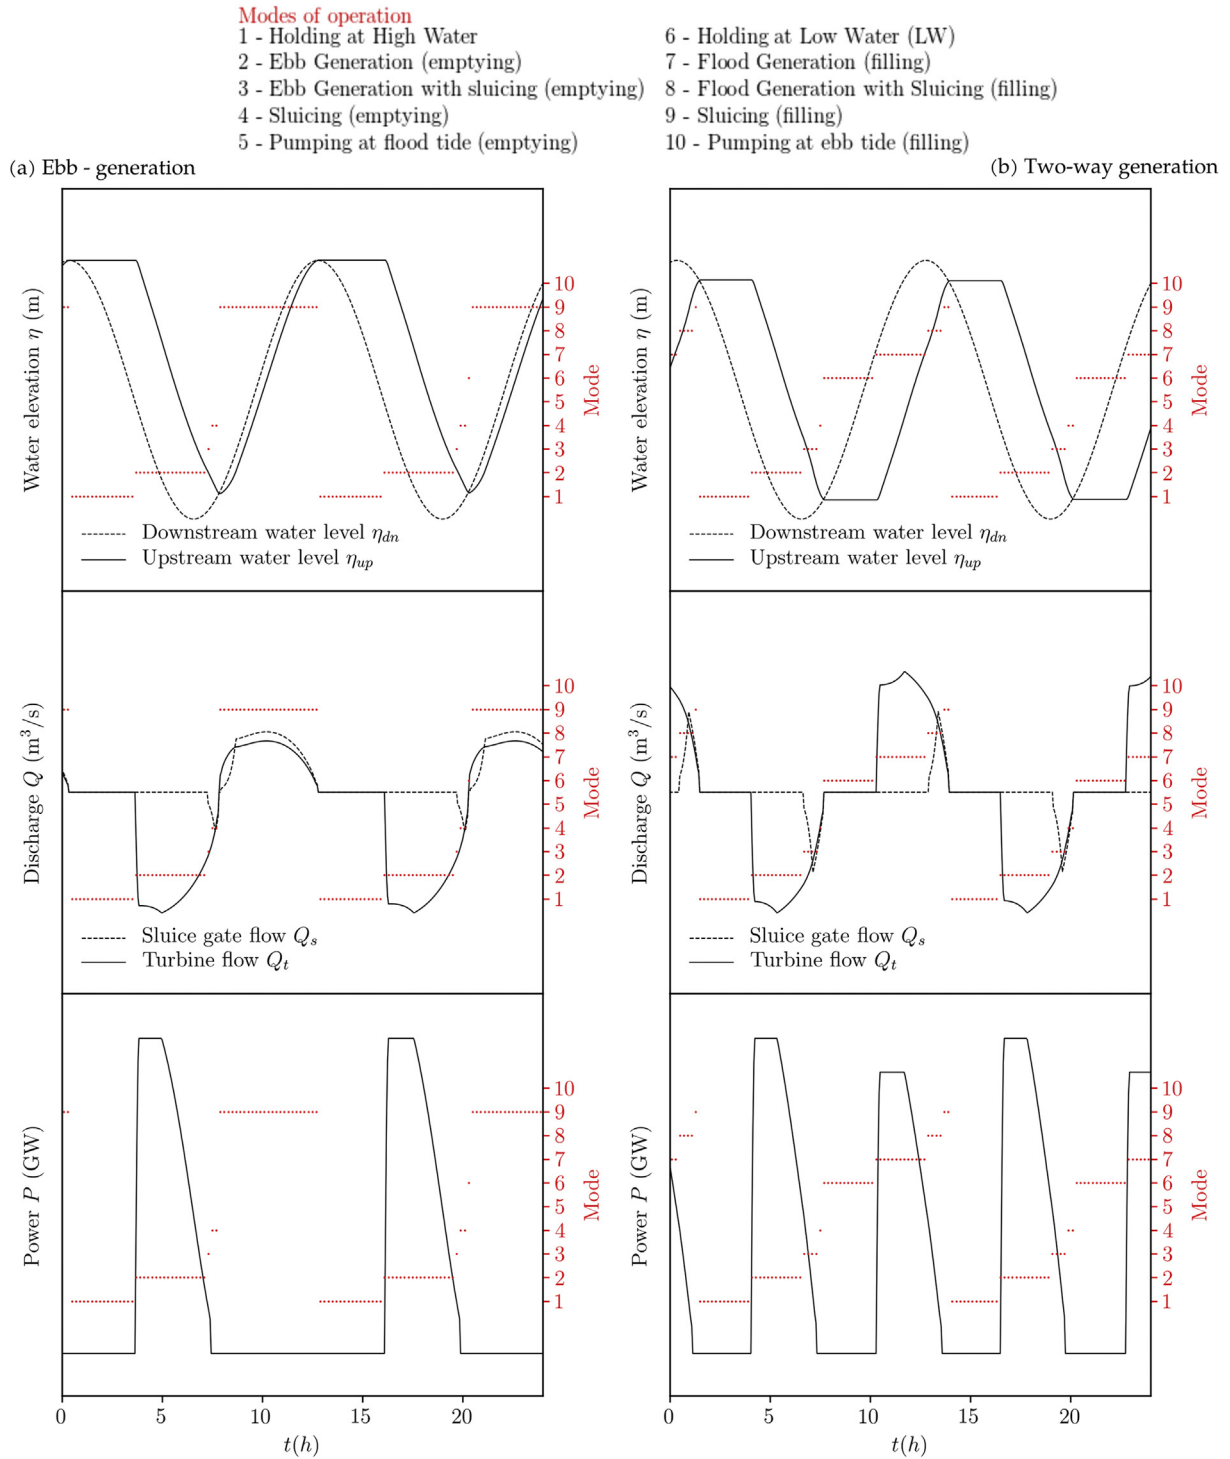 Modes of operation
1 - Holding at High Water
2 - Ebb Generation (emptying)
3 - Ebb Generation with sluicing (emptying)
4 - Sluicing (emptying)
5 - Pumping at flood tide (emptying)
6 - Holding at Low Water (LW)
7 - Flood Generation (filling)
8 - Flood Generation with Sluicing (filling)
9 - Sluicing (filling)
10 - Pumping at ebb tide (filling)
(a) Ebb - generation
(b) Two-way generation
Water elevation η (m)
10
9
8
7
6
5
4
3
2
1
Mode
Downstream water level η_dn
Upstream water level η_up
Water elevation η (m)
10
9
8
7
6
5
4
3
2
1
Mode
Downstream water level η_dn
Upstream water level η_up
Discharge Q (m³/s)
10
9
8
7
6
5
4
3
2
1
Mode
Sluice gate flow Q_s
Turbine flow Q_t
Discharge Q (m³/s)
10
9
8
7
6
5
4
3
2
1
Mode
Sluice gate flow Q_s
Turbine flow Q_t
Power P (GW)
10
9
8
7
6
5
4
3
2
1
Mode
0 5 10 15 20
t(h)
Power P (GW)
10
9
8
7
6
5
4
3
2
1
Mode
0 5 10 15 20
t(h)